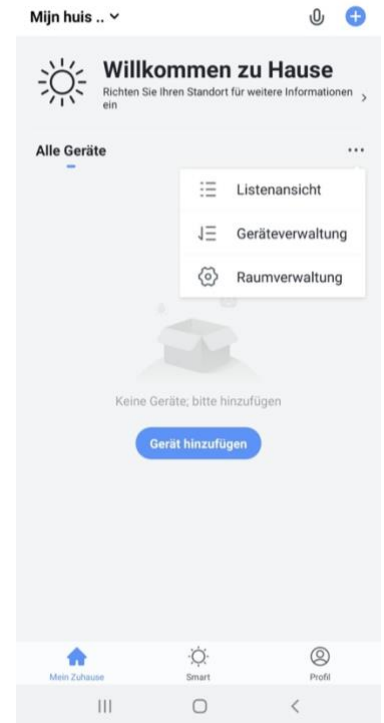 Mijn huis ..
Willkommen zu Hause
Richten Sie Ihren Standort für weitere Informationen
ein
Alle Geräte
Listenansicht
Geräteverwaltung
Raumverwaltung
Keine Geräte; bitte hinzufügen
Gerät hinzufügen
Mein Zuhause Smart Profil